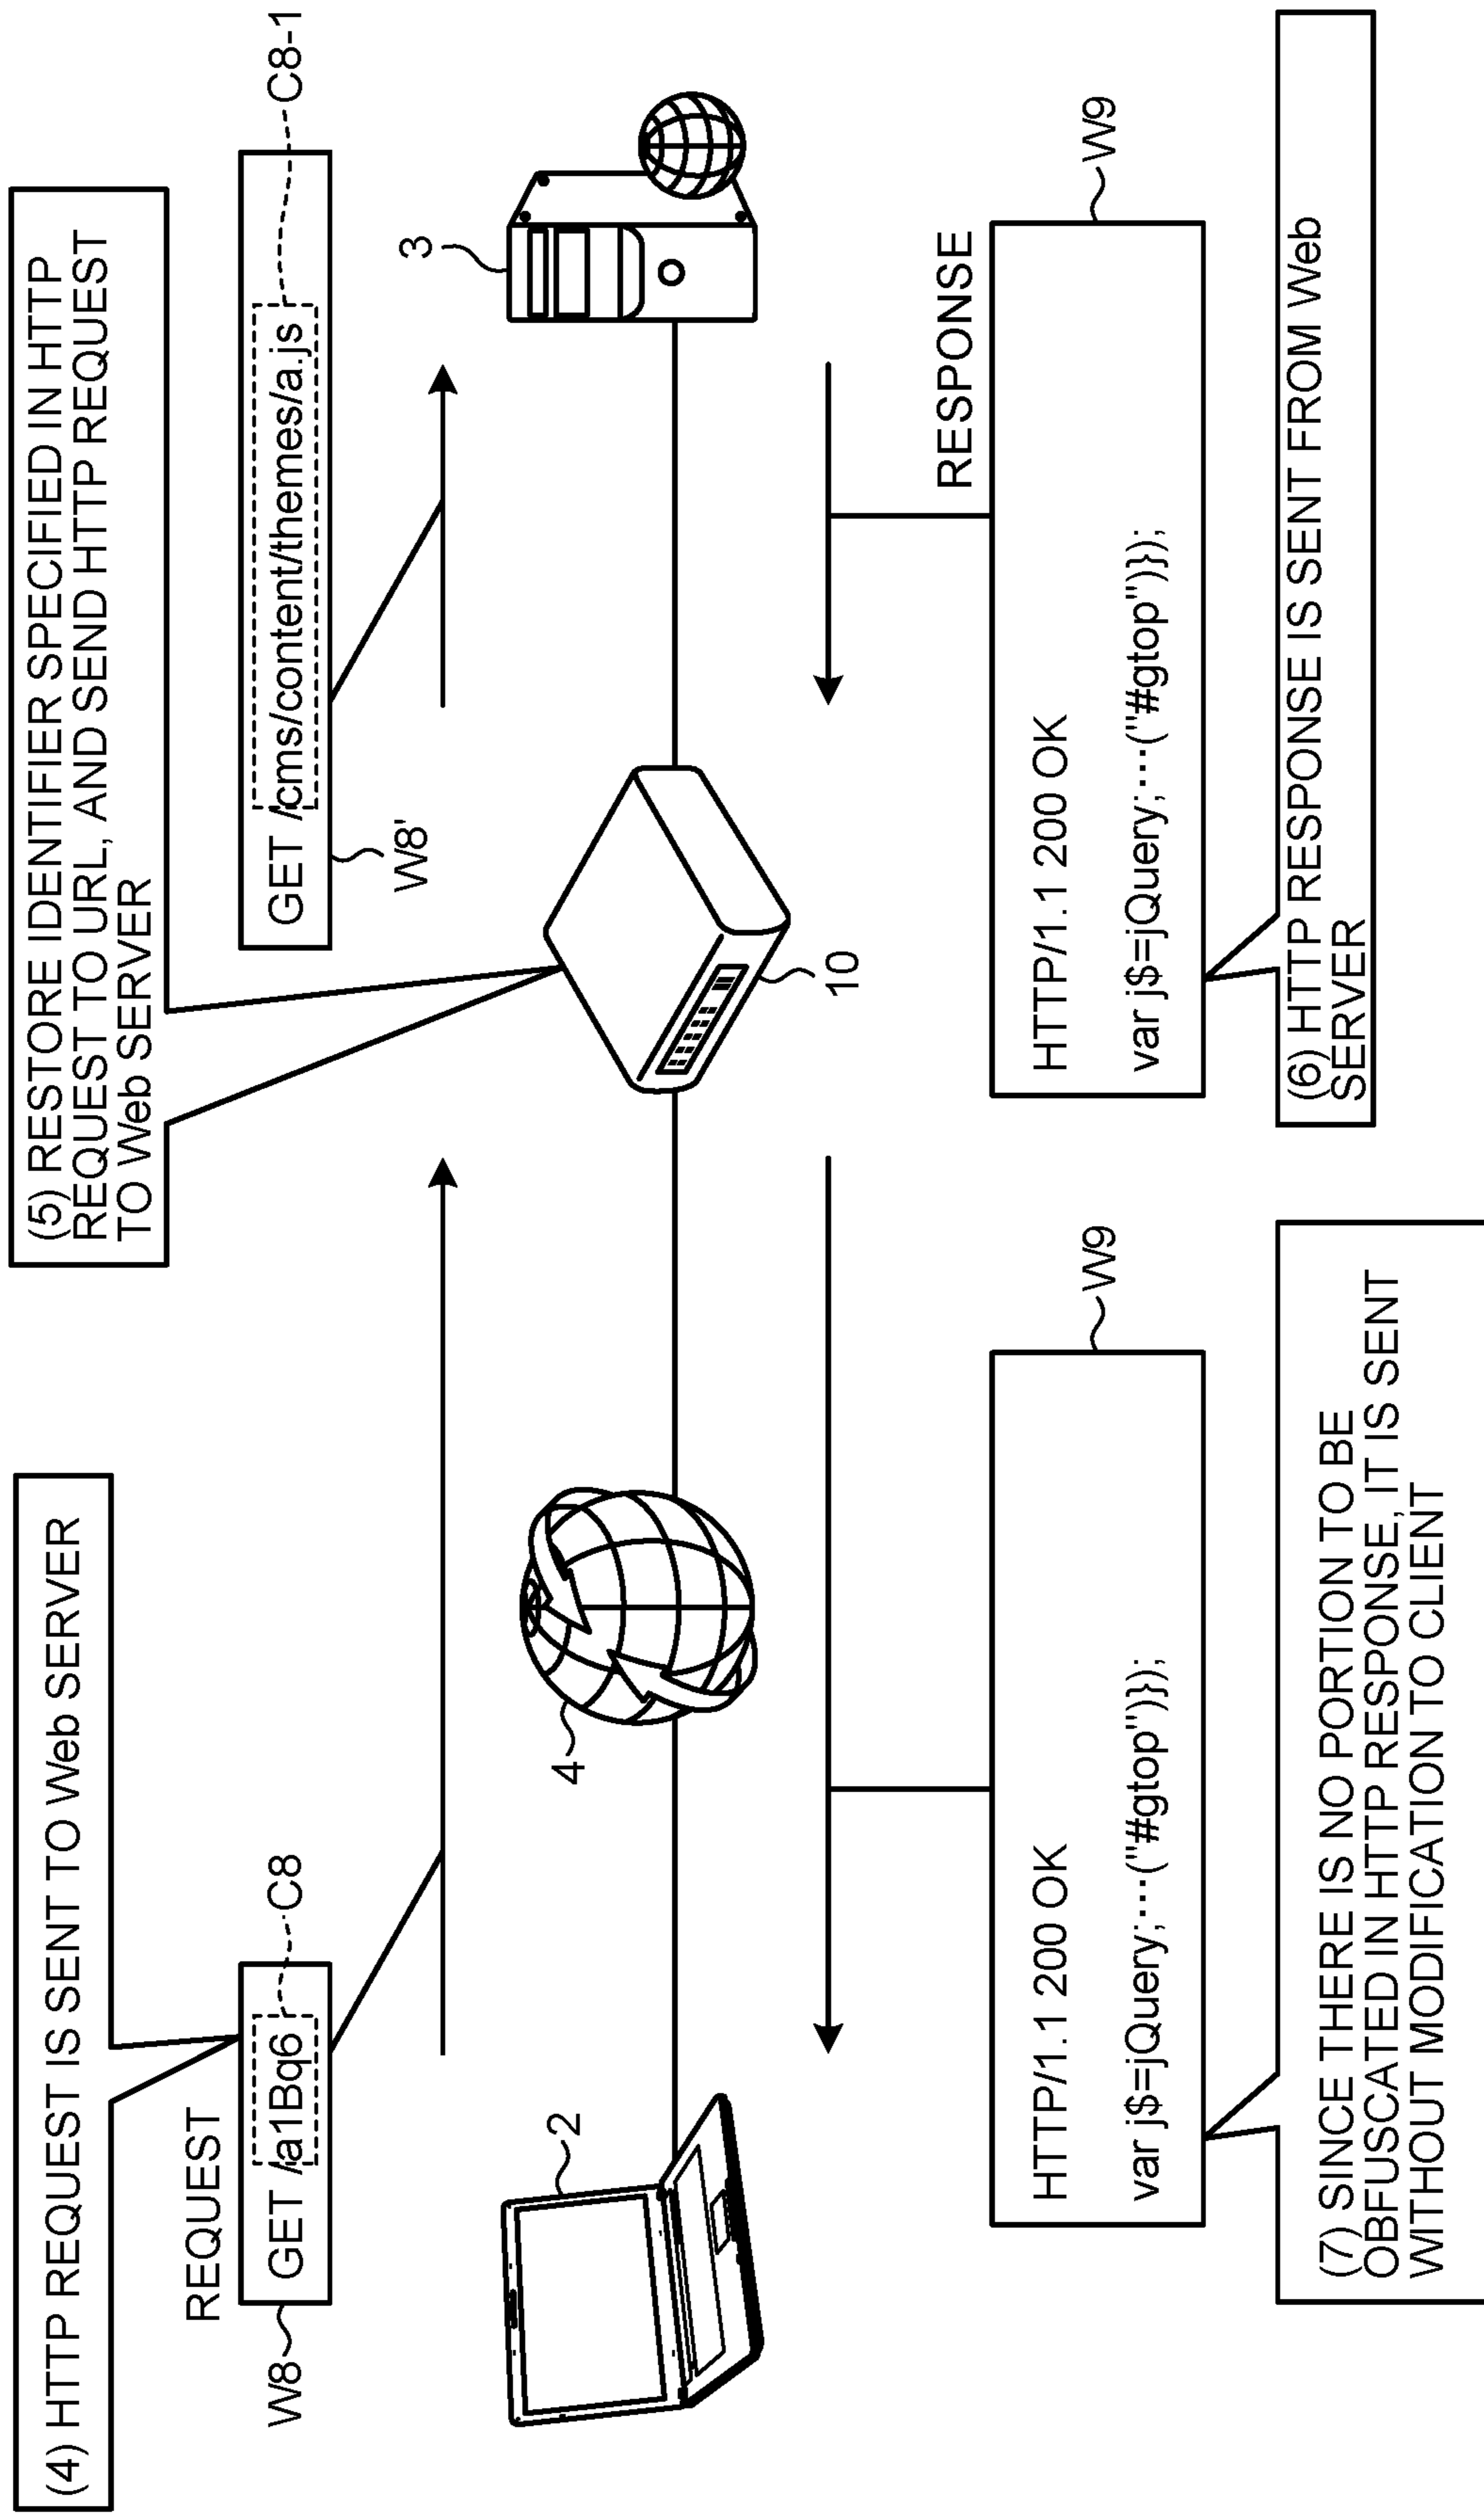 (4) HTTP REQUEST IS SENT TO Web SERVER
REQUEST
W8
GET /a1Bq6
C8
(5) RESTORE IDENTIFIER SPECIFIED IN HTTP
REQUEST TO URL, AND SEND HTTP REQUEST
TO Web SERVER
GET /cms/content/themes/a.js
C8-1
W8'
2
4
10
3
RESPONSE
W9
HTTP/1.1 200 OK
var j$=jQuery;···("#gtop")});
W9
HTTP/1.1 200 OK
var j$=jQuery;···("#gtop")});
(7) SINCE THERE IS NO PORTION TO BE
OBFUSCATED IN HTTP RESPONSE, IT IS SENT
WITHOUT MODIFICATION TO CLIENT
(6) HTTP RESPONSE IS SENT FROM Web
SERVER